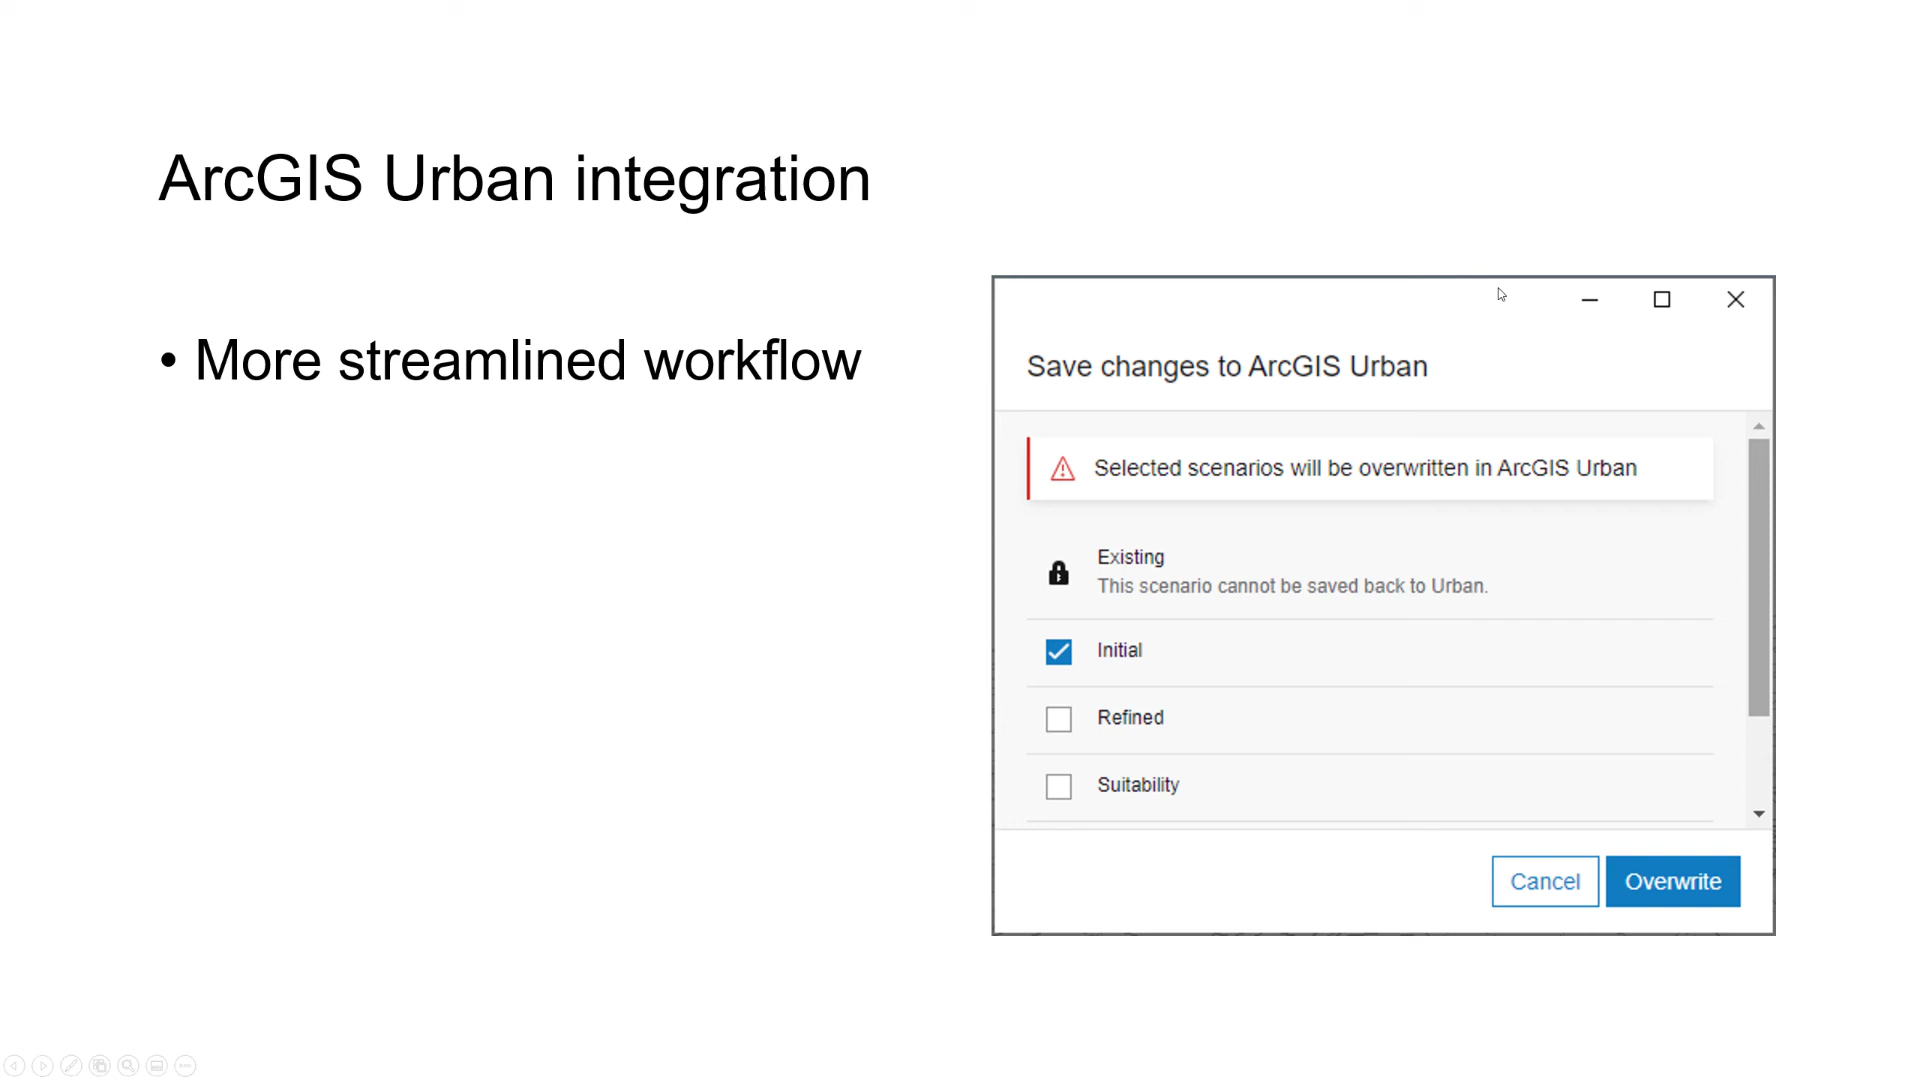 ArcGIS Urban integration
• More streamlined workflow
Save changes to ArcGIS Urban
Selected scenarios will be overwritten in ArcGIS Urban
Existing
This scenario cannot be saved back to Urban.
Initial
Refined
Suitability
Cancel Overwrite